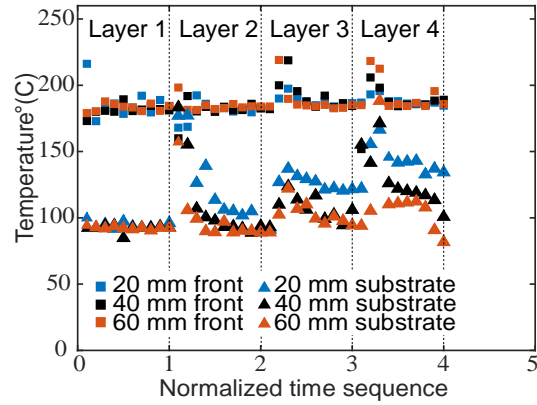 Layer 1 Layer 2 Layer 3 Layer 4
250
200
150
100
50
0
Temperature°(C)
20 mm front 20 mm substrate
40 mm front 40 mm substrate
60 mm front 60 mm substrate
0 1 2 3 4 5
Normalized time sequence